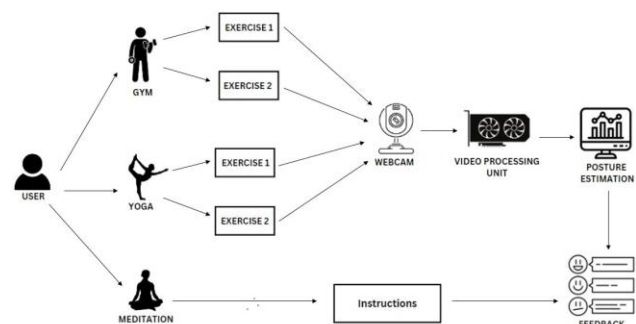 EXERCISE 1
GYM
EXERCISE 2
WEBCAM
VIDEO PROCESSING
UNIT
POSTURE
ESTIMATION
EXERCISE 1
USER
YOGA
EXERCISE 2
MEDITATION
Instructions
FEEDBACK